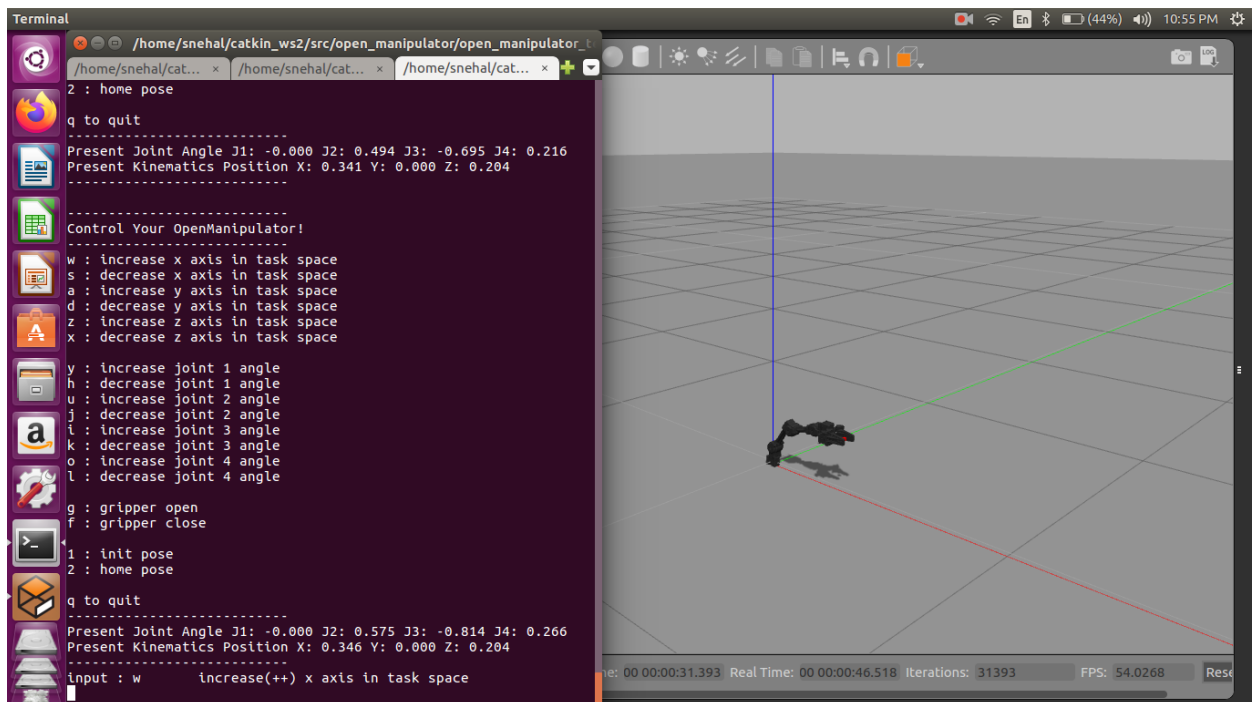 Terminal
En
(44%)
10:55 PM
/home/snehal/catkin_ws2/src/open_manipulator/open_manipulator_t
/home/snehal/cat... ×
/home/snehal/cat... ×
/home/snehal/cat... ×
LOG
2 : home pose
q to quit
---------------------------
Present Joint Angle J1: -0.000 J2: 0.494 J3: -0.695 J4: 0.216
Present Kinematics Position X: 0.341 Y: 0.000 Z: 0.204
---------------------------
---------------------------
Control Your OpenManipulator!
---------------------------
w : increase x axis in task space
s : decrease x axis in task space
a : increase y axis in task space
d : decrease y axis in task space
z : increase z axis in task space
x : decrease z axis in task space
y : increase joint 1 angle
h : decrease joint 1 angle
u : increase joint 2 angle
j : decrease joint 2 angle
i : increase joint 3 angle
k : decrease joint 3 angle
o : increase joint 4 angle
l : decrease joint 4 angle
g : gripper open
f : gripper close
1 : init pose
2 : home pose
q to quit
---------------------------
Present Joint Angle J1: -0.000 J2: 0.575 J3: -0.814 J4: 0.266
Present Kinematics Position X: 0.346 Y: 0.000 Z: 0.204
---------------------------
input : w increase(++) x axis in task space
e: 00 00:00:31.393 Real Time: 00 00:00:46.518 Iterations: 31393 FPS: 54.0268 Rese